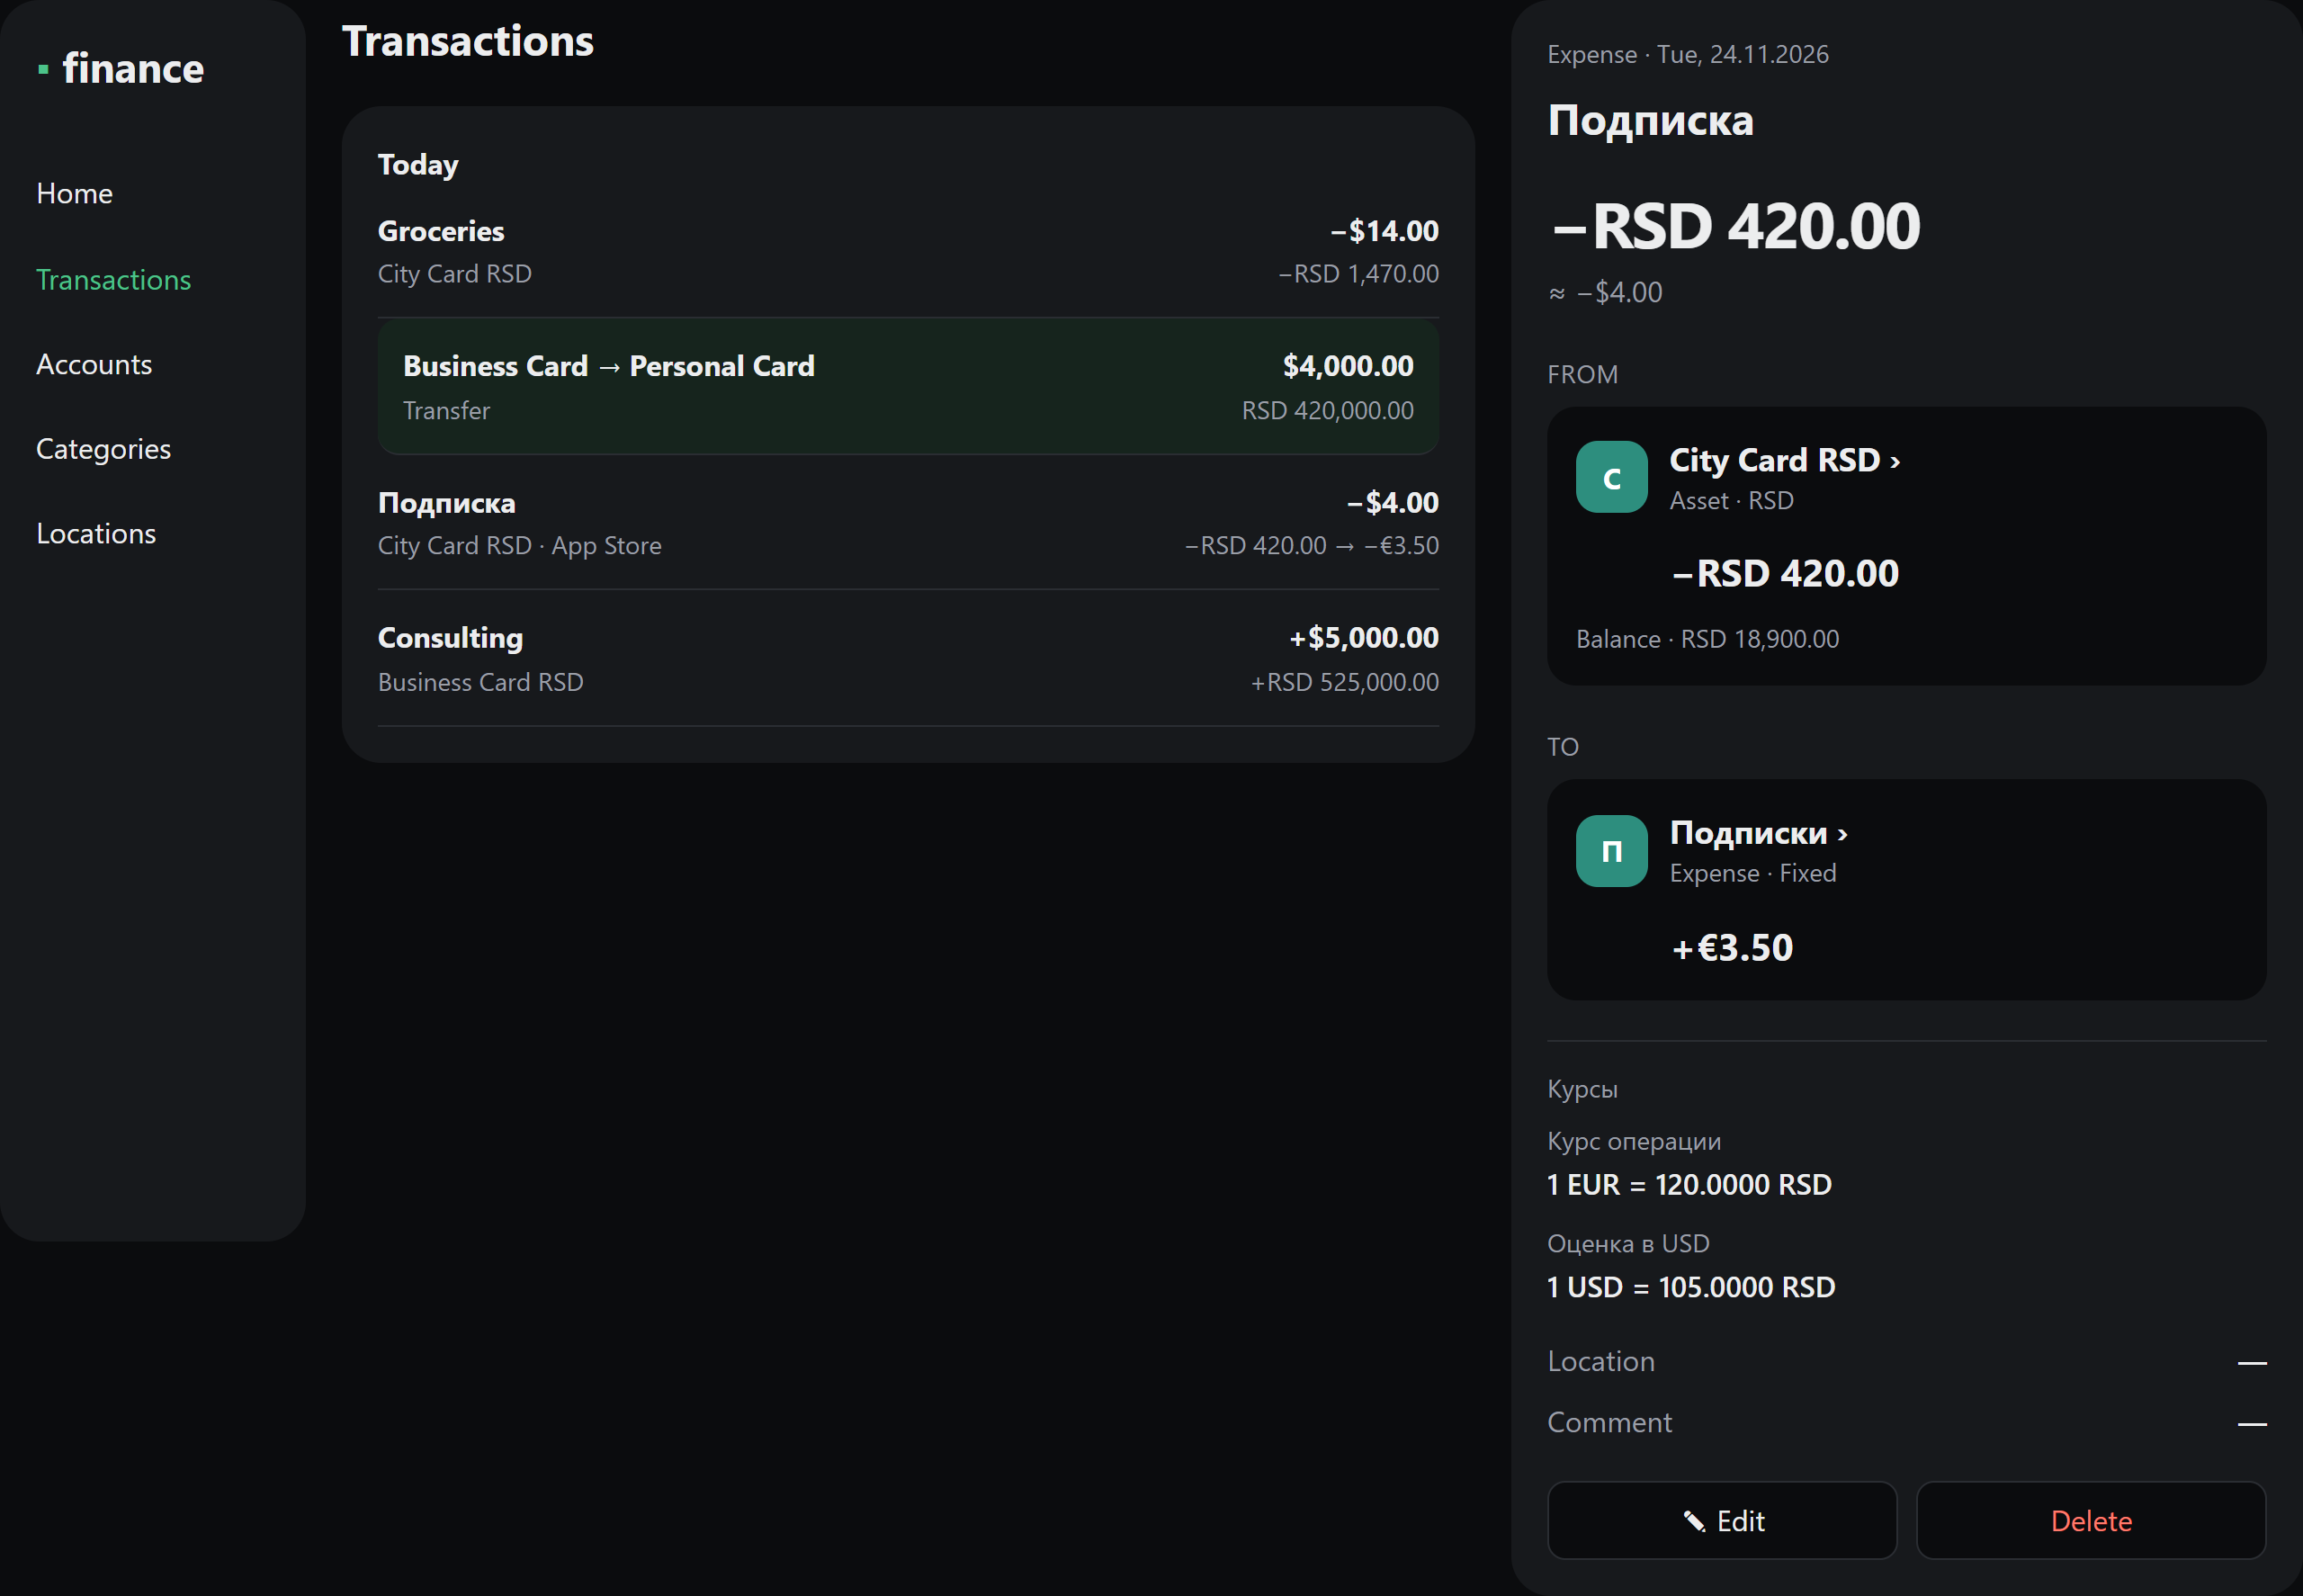 finance
Home
Transactions
Accounts
Categories
Locations
Transactions
Today
Groceries −$14.00
City Card RSD −RSD 1,470.00
Business Card → Personal Card $4,000.00
Transfer RSD 420,000.00
Подписка −$4.00
City Card RSD · App Store −RSD 420.00 → −€3.50
Consulting +$5,000.00
Business Card RSD +RSD 525,000.00
Expense · Tue, 24.11.2026
Подписка
−RSD 420.00
≈ −$4.00
FROM
C
City Card RSD ›
Asset · RSD
−RSD 420.00
Balance · RSD 18,900.00
TO
П
Подписки ›
Expense · Fixed
+€3.50
Курсы
Курс операции
1 EUR = 120.0000 RSD
Оценка в USD
1 USD = 105.0000 RSD
Location —
Comment —
✎ Edit
Delete